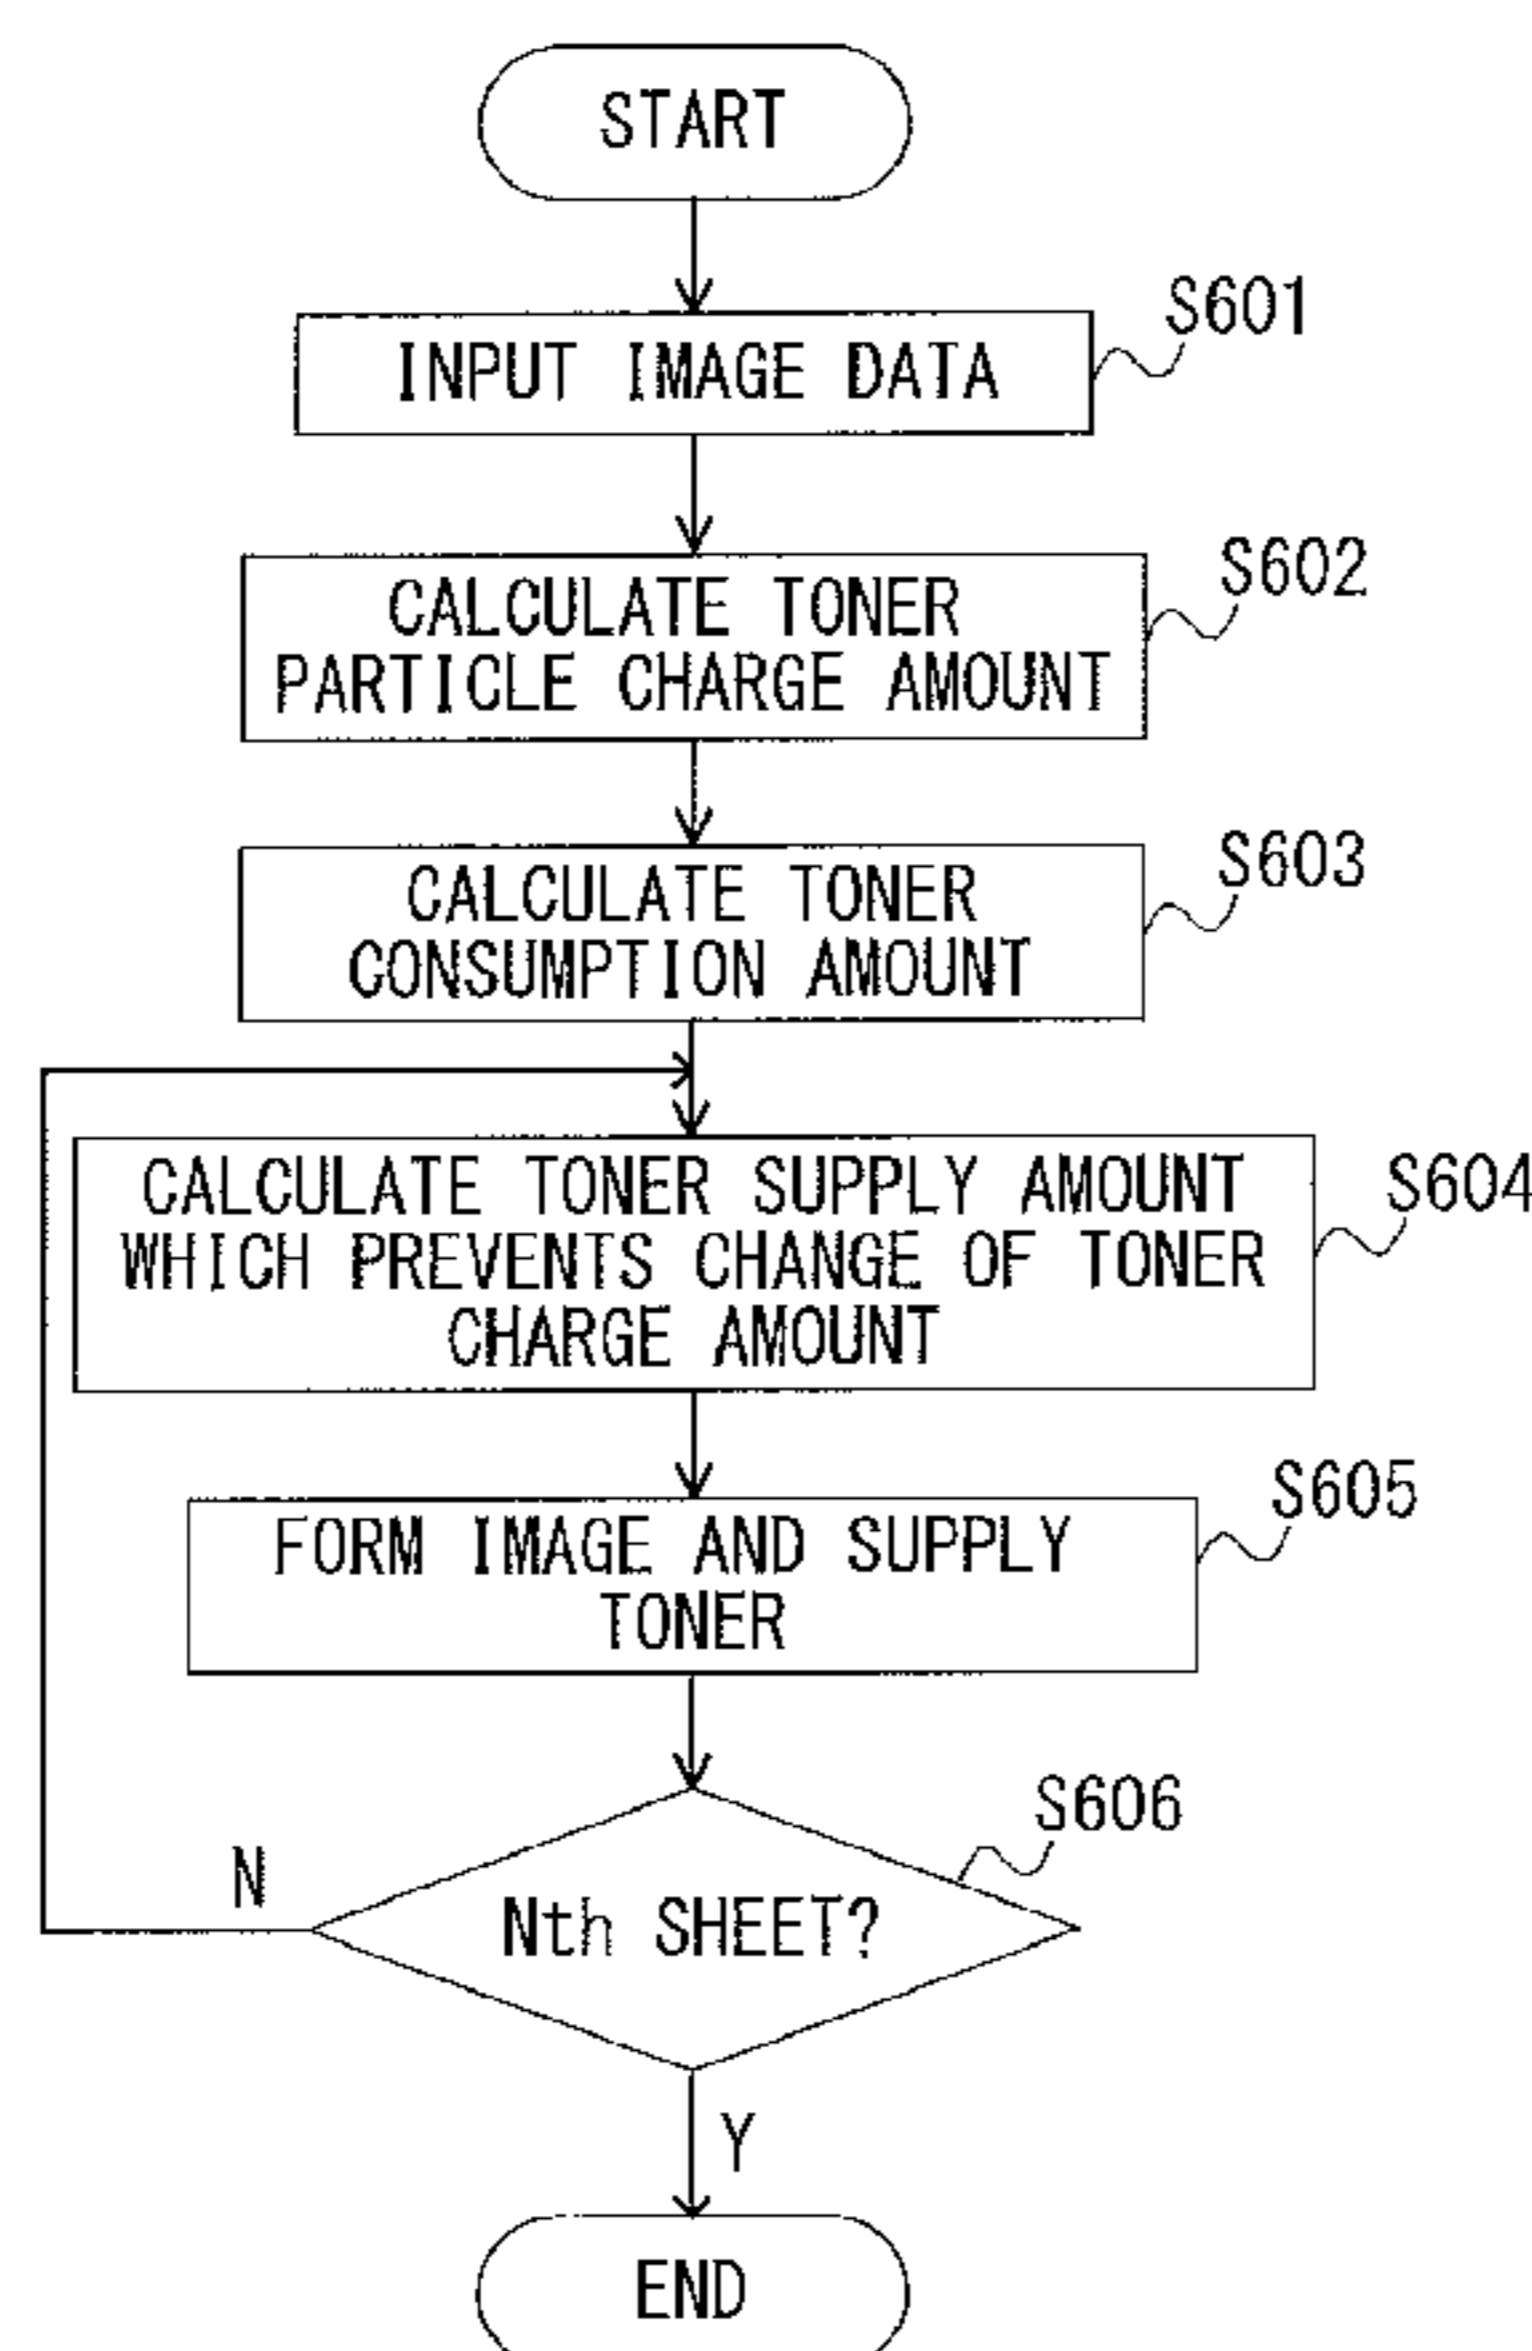 START
S601
INPUT IMAGE DATA
S602
CALCULATE TONER
PARTICLE CHARGE AMOUNT
S603
CALCULATE TONER
CONSUMPTION AMOUNT
S604
CALCULATE TONER SUPPLY AMOUNT
WHICH PREVENTS CHANGE OF TONER
CHARGE AMOUNT
S605
FORM IMAGE AND SUPPLY
TONER
S606
N
Nth SHEET?
Y
END